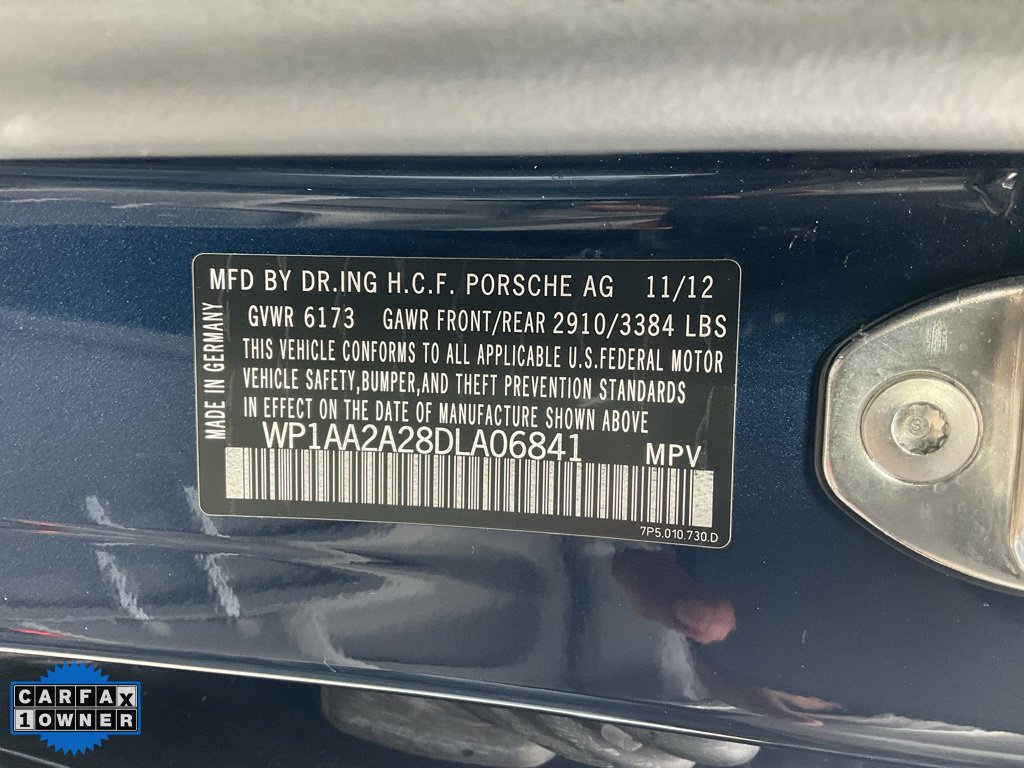 MFD BY DR.ING H.C.F. PORSCHE AG 11/12
GVWR 6173 GAWR FRONT/REAR 2910/3384 LBS
THIS VEHICLE CONFORMS TO ALL APPLICABLE U.S.FEDERAL MOTOR
VEHICLE SAFETY,BUMPER,AND THEFT PREVENTION STANDARDS
IN EFFECT ON THE DATE OF MANUFACTURE SHOWN ABOVE
MADE IN GERMANY
WP1AA2A28DLA06841 MPV
7P5.010.730.D
CARFAX
1 OWNER